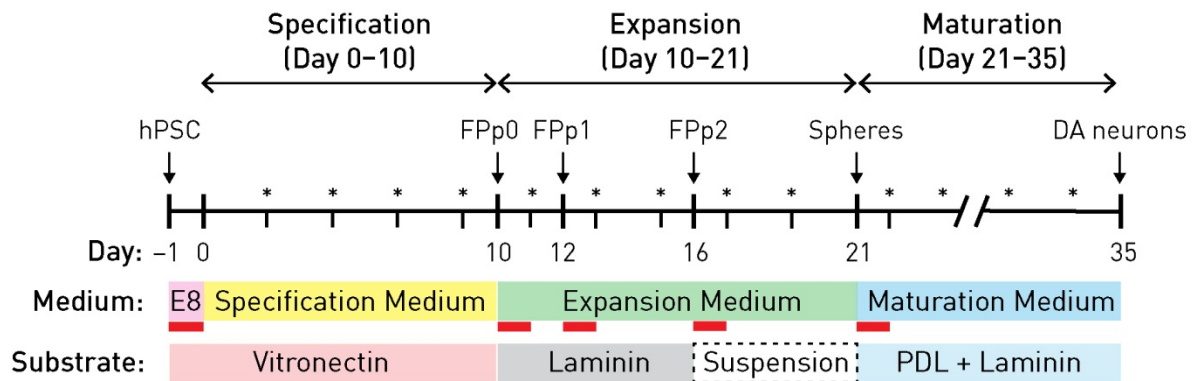 Specification
(Day 0–10)
Expansion
(Day 10–21)
Maturation
(Day 21–35)
hPSC
FPp0
FPp1
FPp2
Spheres
DA neurons
* * * * * * * * * * * * *
Day: –1 0 10 12 16 21 35
Medium: E8 Specification Medium Expansion Medium Maturation Medium
Substrate: Vitronectin Laminin Suspension PDL + Laminin